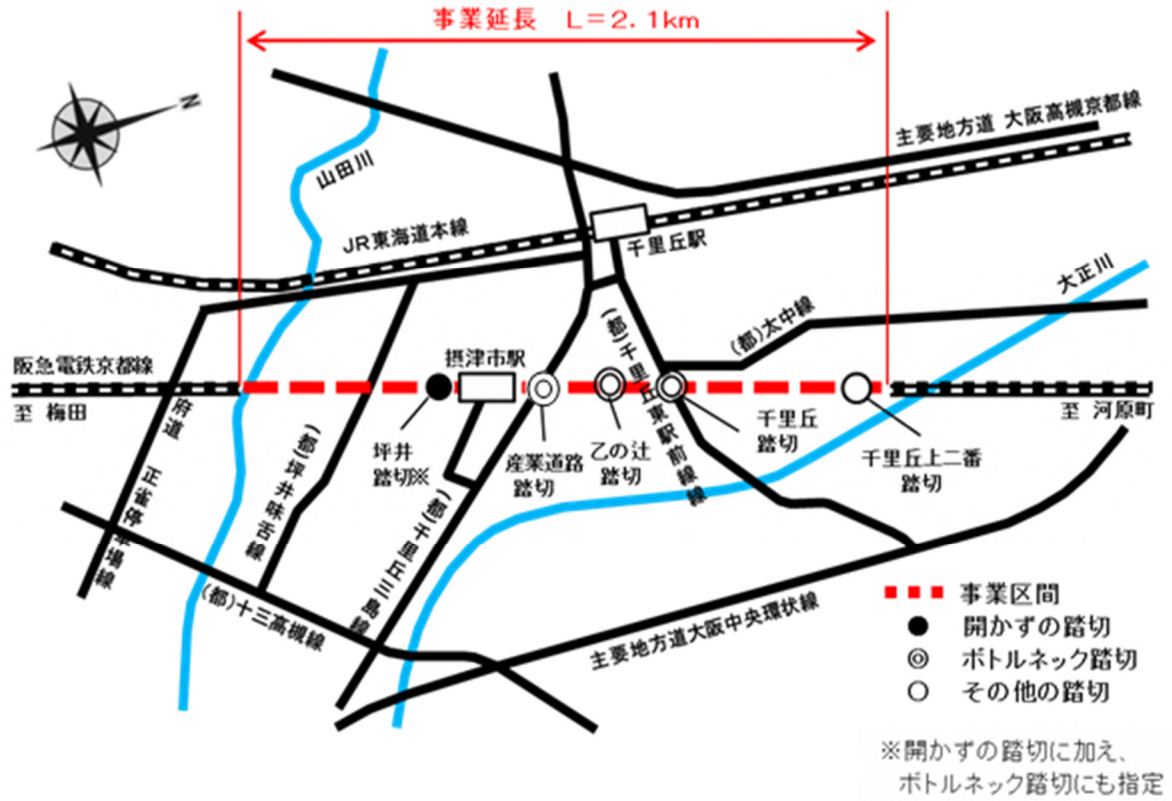 事業延長 L=2.1km
N
主要地方道 大阪高槻京都線
山田川
JR東海道本線
千里丘駅
大正川
(都)太中線
阪急電鉄京都線
至 梅田
摂津市駅
(都)千里丘東駅前線線
至 河原町
府道 正雀停車場線
(都)坪井味舌線
坪井
踏切※
産業道路
踏切
乙の辻
踏切
千里丘
踏切
千里丘上二番
踏切
(都)千里丘三島線
(都)十三高槻線
主要地方道大阪中央環状線
事業区間
開かずの踏切
ボトルネック踏切
その他の踏切
※開かずの踏切に加え、
ボトルネック踏切にも指定